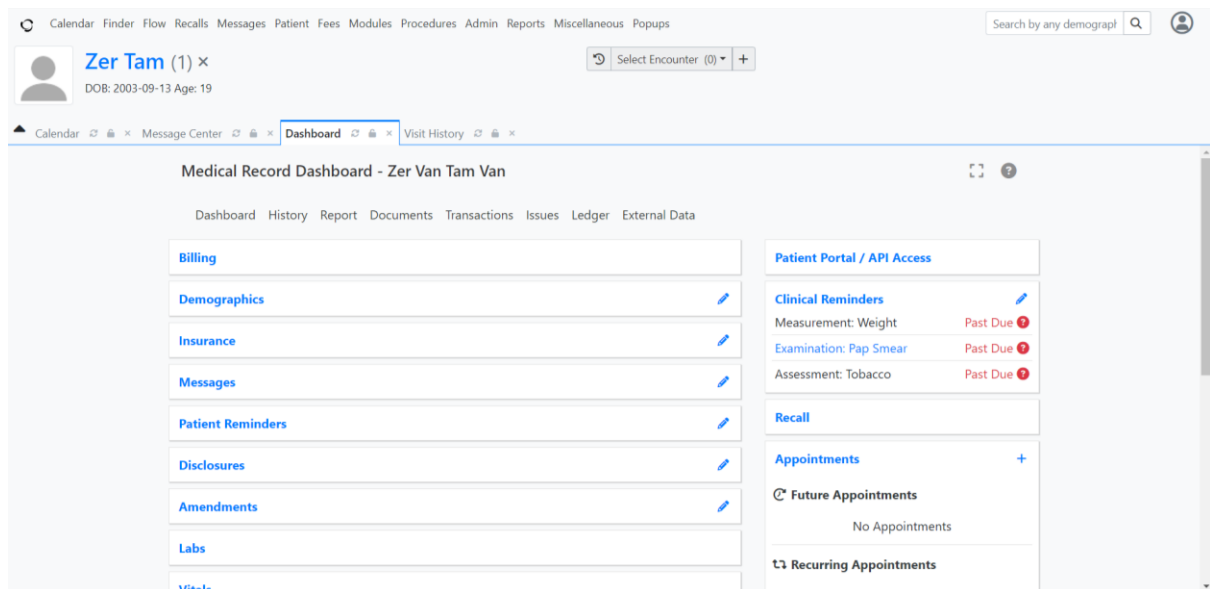 Calendar Finder Flow Recalls Messages Patient Fees Modules Procedures Admin Reports Miscellaneous Popups
Search by any demograph
Zer Tam (1) ×
Select Encounter (0)
DOB: 2003-09-13 Age: 19
Calendar × Message Center × Dashboard × Visit History ×
Medical Record Dashboard - Zer Van Tam Van
Dashboard History Report Documents Transactions Issues Ledger External Data
Billing
Demographics
Insurance
Messages
Patient Reminders
Disclosures
Amendments
Labs
Vitals
Patient Portal / API Access
Clinical Reminders
Measurement: Weight Past Due ?
Examination: Pap Smear Past Due ?
Assessment: Tobacco Past Due ?
Recall
Appointments +
Future Appointments
No Appointments
Recurring Appointments